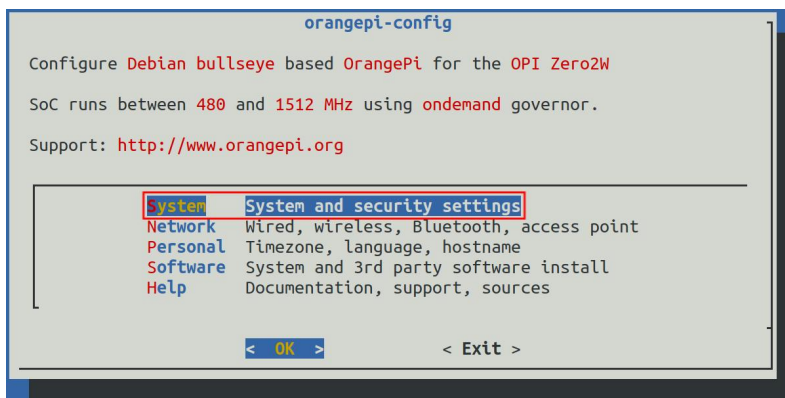 orangepi-config
Configure Debian bullseye based OrangePi for the OPI Zero2W
SoC runs between 480 and 1512 MHz using ondemand governor.
Support: http://www.orangepi.org
System System and security settings
Network Wired, wireless, Bluetooth, access point
Personal Timezone, language, hostname
Software System and 3rd party software install
Help Documentation, support, sources
< OK > < Exit >